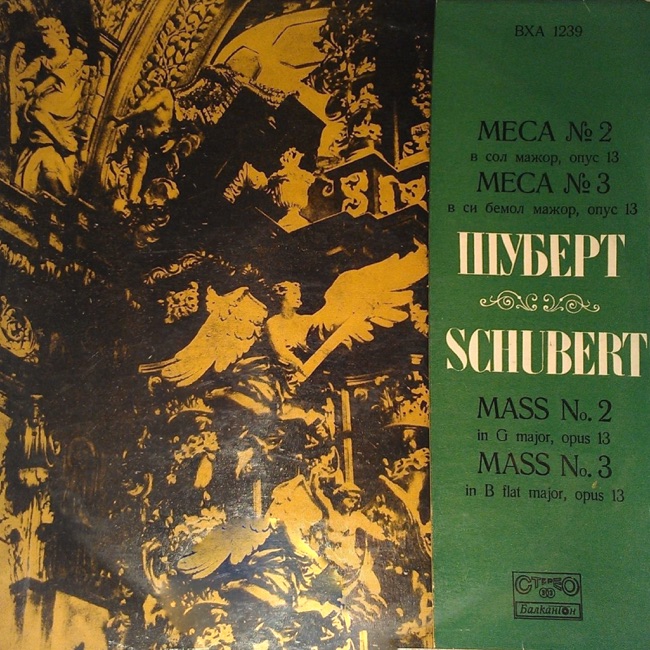 ВХА 1239
МЕСА № 2
в сол мажор, опус 13
МЕСА № 3
в си бемол мажор, опус 13
ШУБЕРТ
SCHUBERT
MASS No. 2
in G major, opus 13
MASS No. 3
in B flat major, opus 13
СТЕРЕО
33
Балкантон